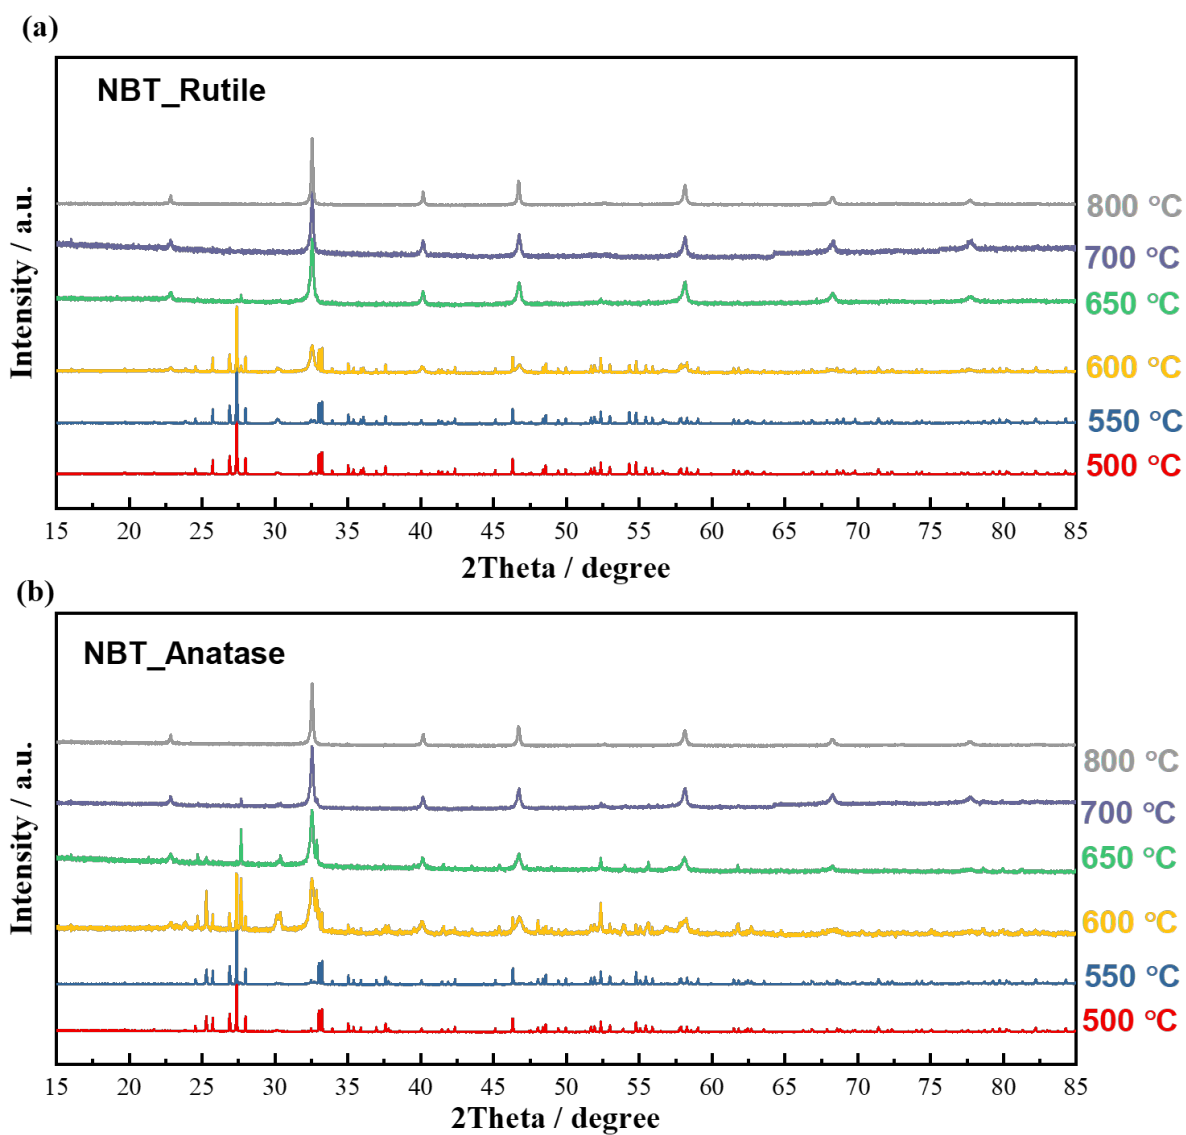 (a)
NBT_Rutile
Intensity / a.u.
800 °C
700 °C
650 °C
600 °C
550 °C
500 °C
15 20 25 30 35 40 45 50 55 60 65 70 75 80 85
2Theta / degree
(b)
NBT_Anatase
Intensity / a.u.
800 °C
700 °C
650 °C
600 °C
550 °C
500 °C
15 20 25 30 35 40 45 50 55 60 65 70 75 80 85
2Theta / degree